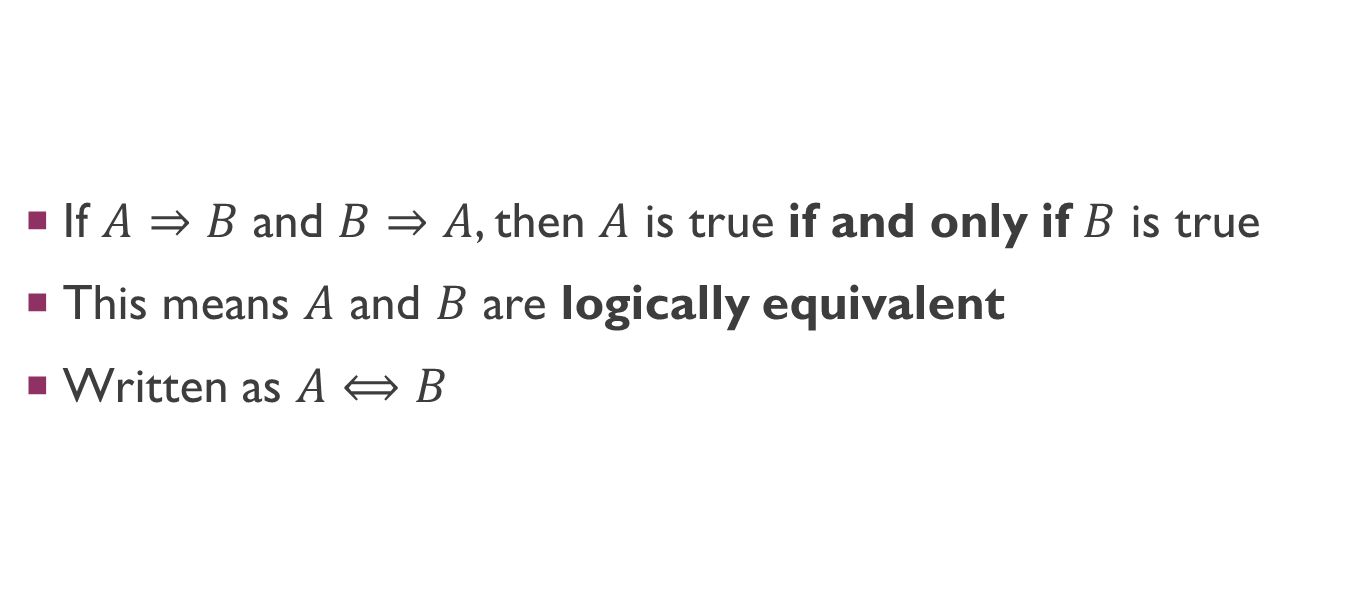 ▪ If A ⇒ B and B ⇒ A, then A is true if and only if B is true
▪ This means A and B are logically equivalent
▪ Written as A ⟺ B